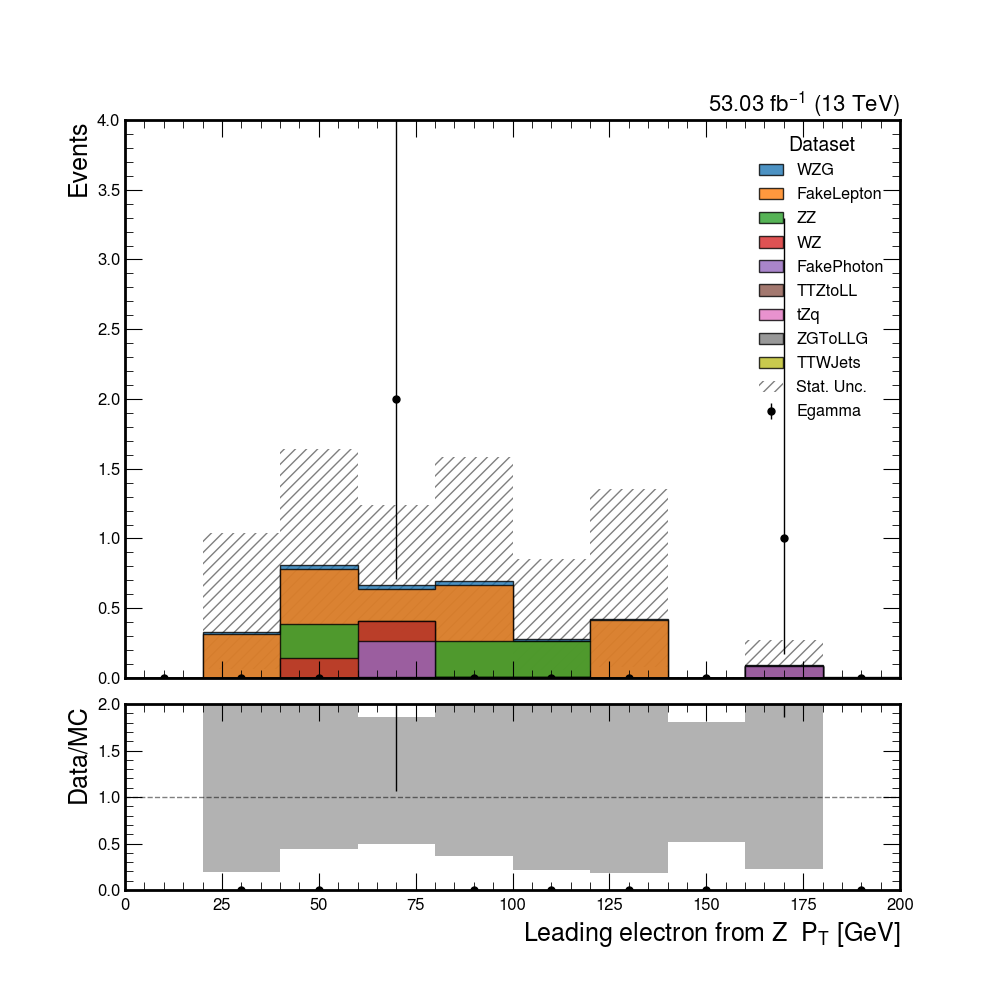 53.03 fb⁻¹ (13 TeV)
Events
4.0
3.5
3.0
2.5
2.0
1.5
1.0
0.5
0.0
Dataset
WZG
FakeLepton
ZZ
WZ
FakePhoton
TTZtoLL
tZq
ZGToLLG
TTWJets
Stat. Unc.
Egamma
Data/MC
2.0
1.5
1.0
0.5
0.0
0 25 50 75 100 125 150 175 200
Leading electron from Z P_T [GeV]